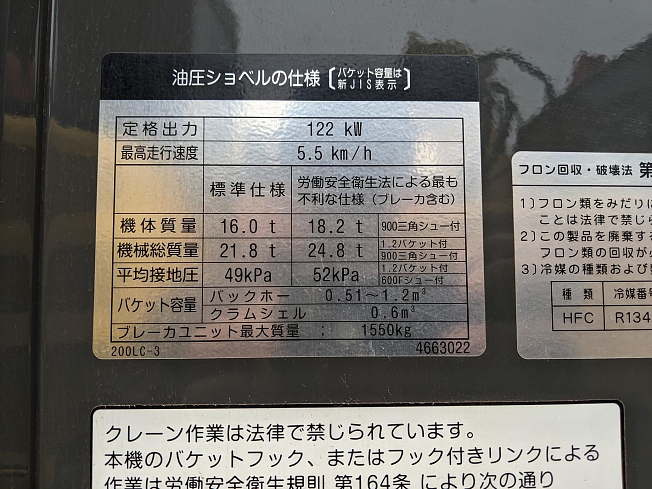 油圧ショベルの仕様〔バケット容量は新JIS表示〕
定格出力 122 kW
最高走行速度 5.5 km/h
標準仕様 労働安全衛生法による最も不利な仕様(ブレーカ含む)
機体質量 16.0 t 18.2 t 900三角シュー付
機械総質量 21.8 t 24.8 t 1.2バケット付 900三角シュー付
平均接地圧 49kPa 52kPa 1.2バケット付 600Fシュー付
バケット容量 バックホー 0.51~1.2m³
クラムシェル 0.6m³
ブレーカユニット最大質量: 1550kg
200LC-3 4663022
フロン回収・破壊法 第
1)フロン類をみだりに
ことは法律で禁じら
2)この製品を廃棄する
フロン類の回収が必
3)冷媒の種類および数
種類 冷媒番号
HFC R134
クレーン作業は法律で禁じられています。
本機のバケットフック、またはフック付きリンクによる
作業は労働安全衛生規則 第164条 により次の通り